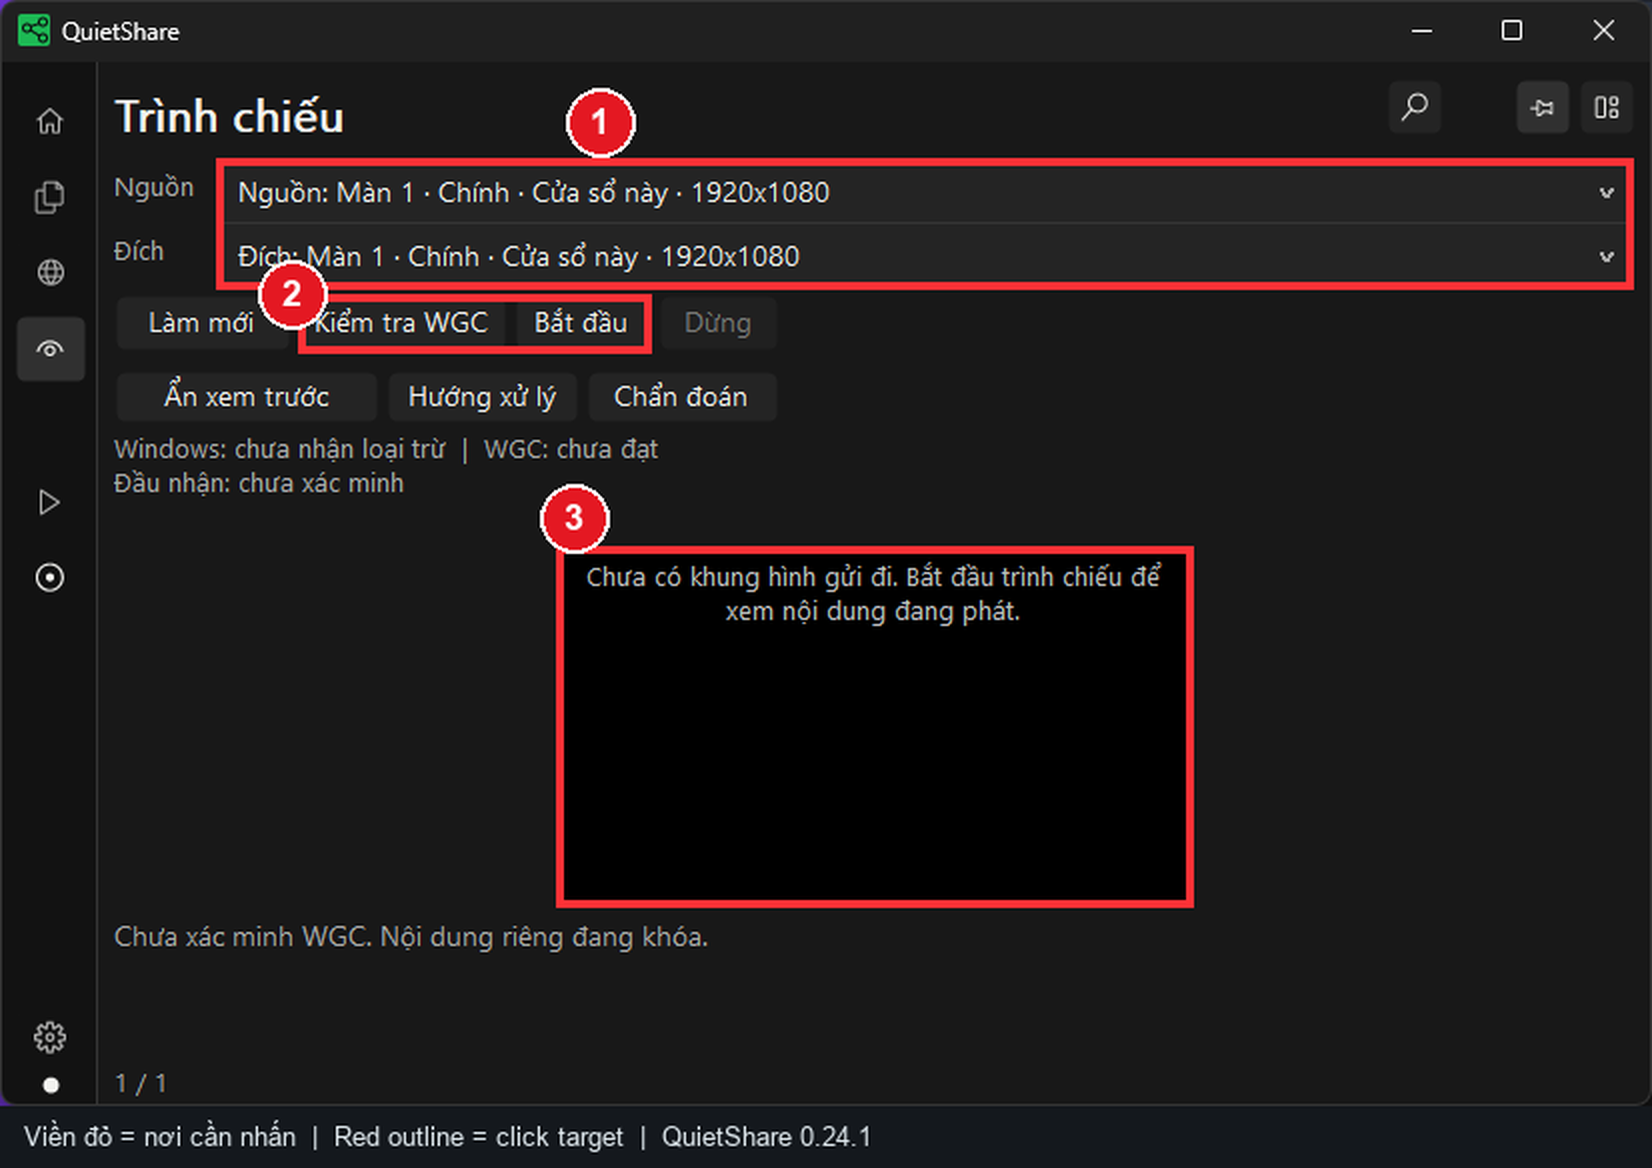 QuietShare
Trình chiếu
1
Nguồn
Nguồn: Màn 1 · Chính · Cửa sổ này · 1920x1080
Đích
Đích: Màn 1 · Chính · Cửa sổ này · 1920x1080
2
Làm mới
Kiểm tra WGC
Bắt đầu
Dừng
Ẩn xem trước
Hướng xử lý
Chẩn đoán
Windows: chưa nhận loại trừ | WGC: chưa đạt
Đầu nhận: chưa xác minh
3
Chưa có khung hình gửi đi. Bắt đầu trình chiếu để
xem nội dung đang phát.
Chưa xác minh WGC. Nội dung riêng đang khóa.
1 / 1
Viền đỏ = nơi cần nhấn | Red outline = click target | QuietShare 0.24.1